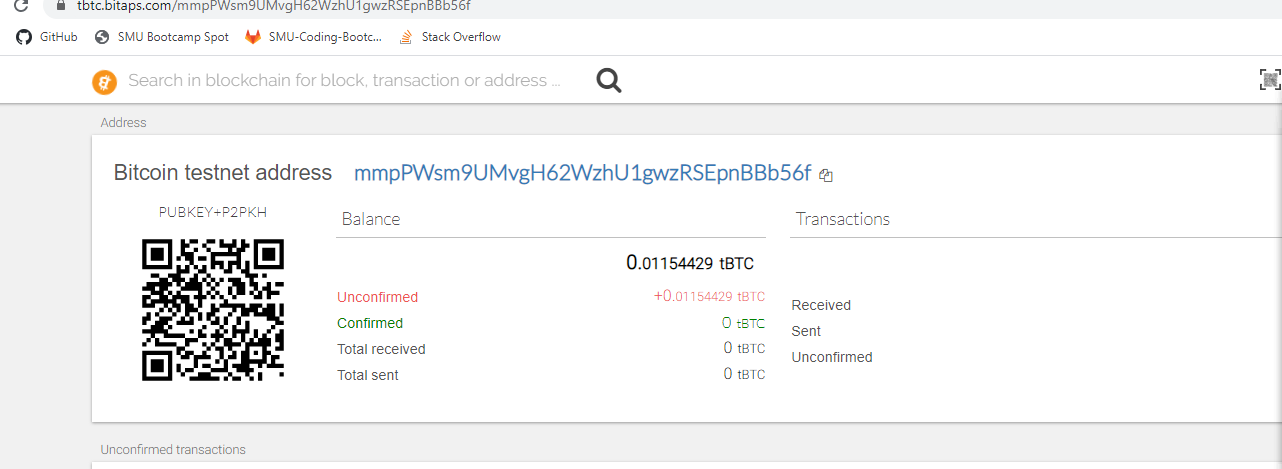 tbtc.bitaps.com/mmpPWsm9UMvgH62WzhU1gwzRSEpnBBb56f
GitHub SMU Bootcamp Spot SMU-Coding-Bootc... Stack Overflow
Search in blockchain for block, transaction or address ...
Address
Bitcoin testnet address mmpPWsm9UMvgH62WzhU1gwzRSEpnBBb56f
PUBKEY+P2PKH
Balance
0.01154429 tBTC
Unconfirmed +0.01154429 tBTC
Confirmed 0 tBTC
Total received 0 tBTC
Total sent 0 tBTC
Transactions
Received
Sent
Unconfirmed
Unconfirmed transactions